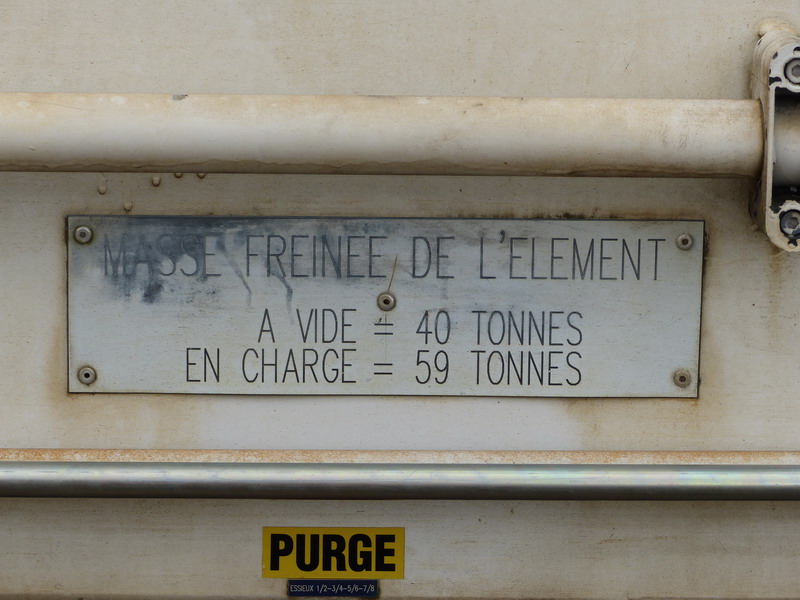 MASSE FREINEE DE L'ELEMENT
A VIDE = 40 TONNES
EN CHARGE = 59 TONNES
PURGE
ESSIEUX 1/2-3/4-5/6-7/8